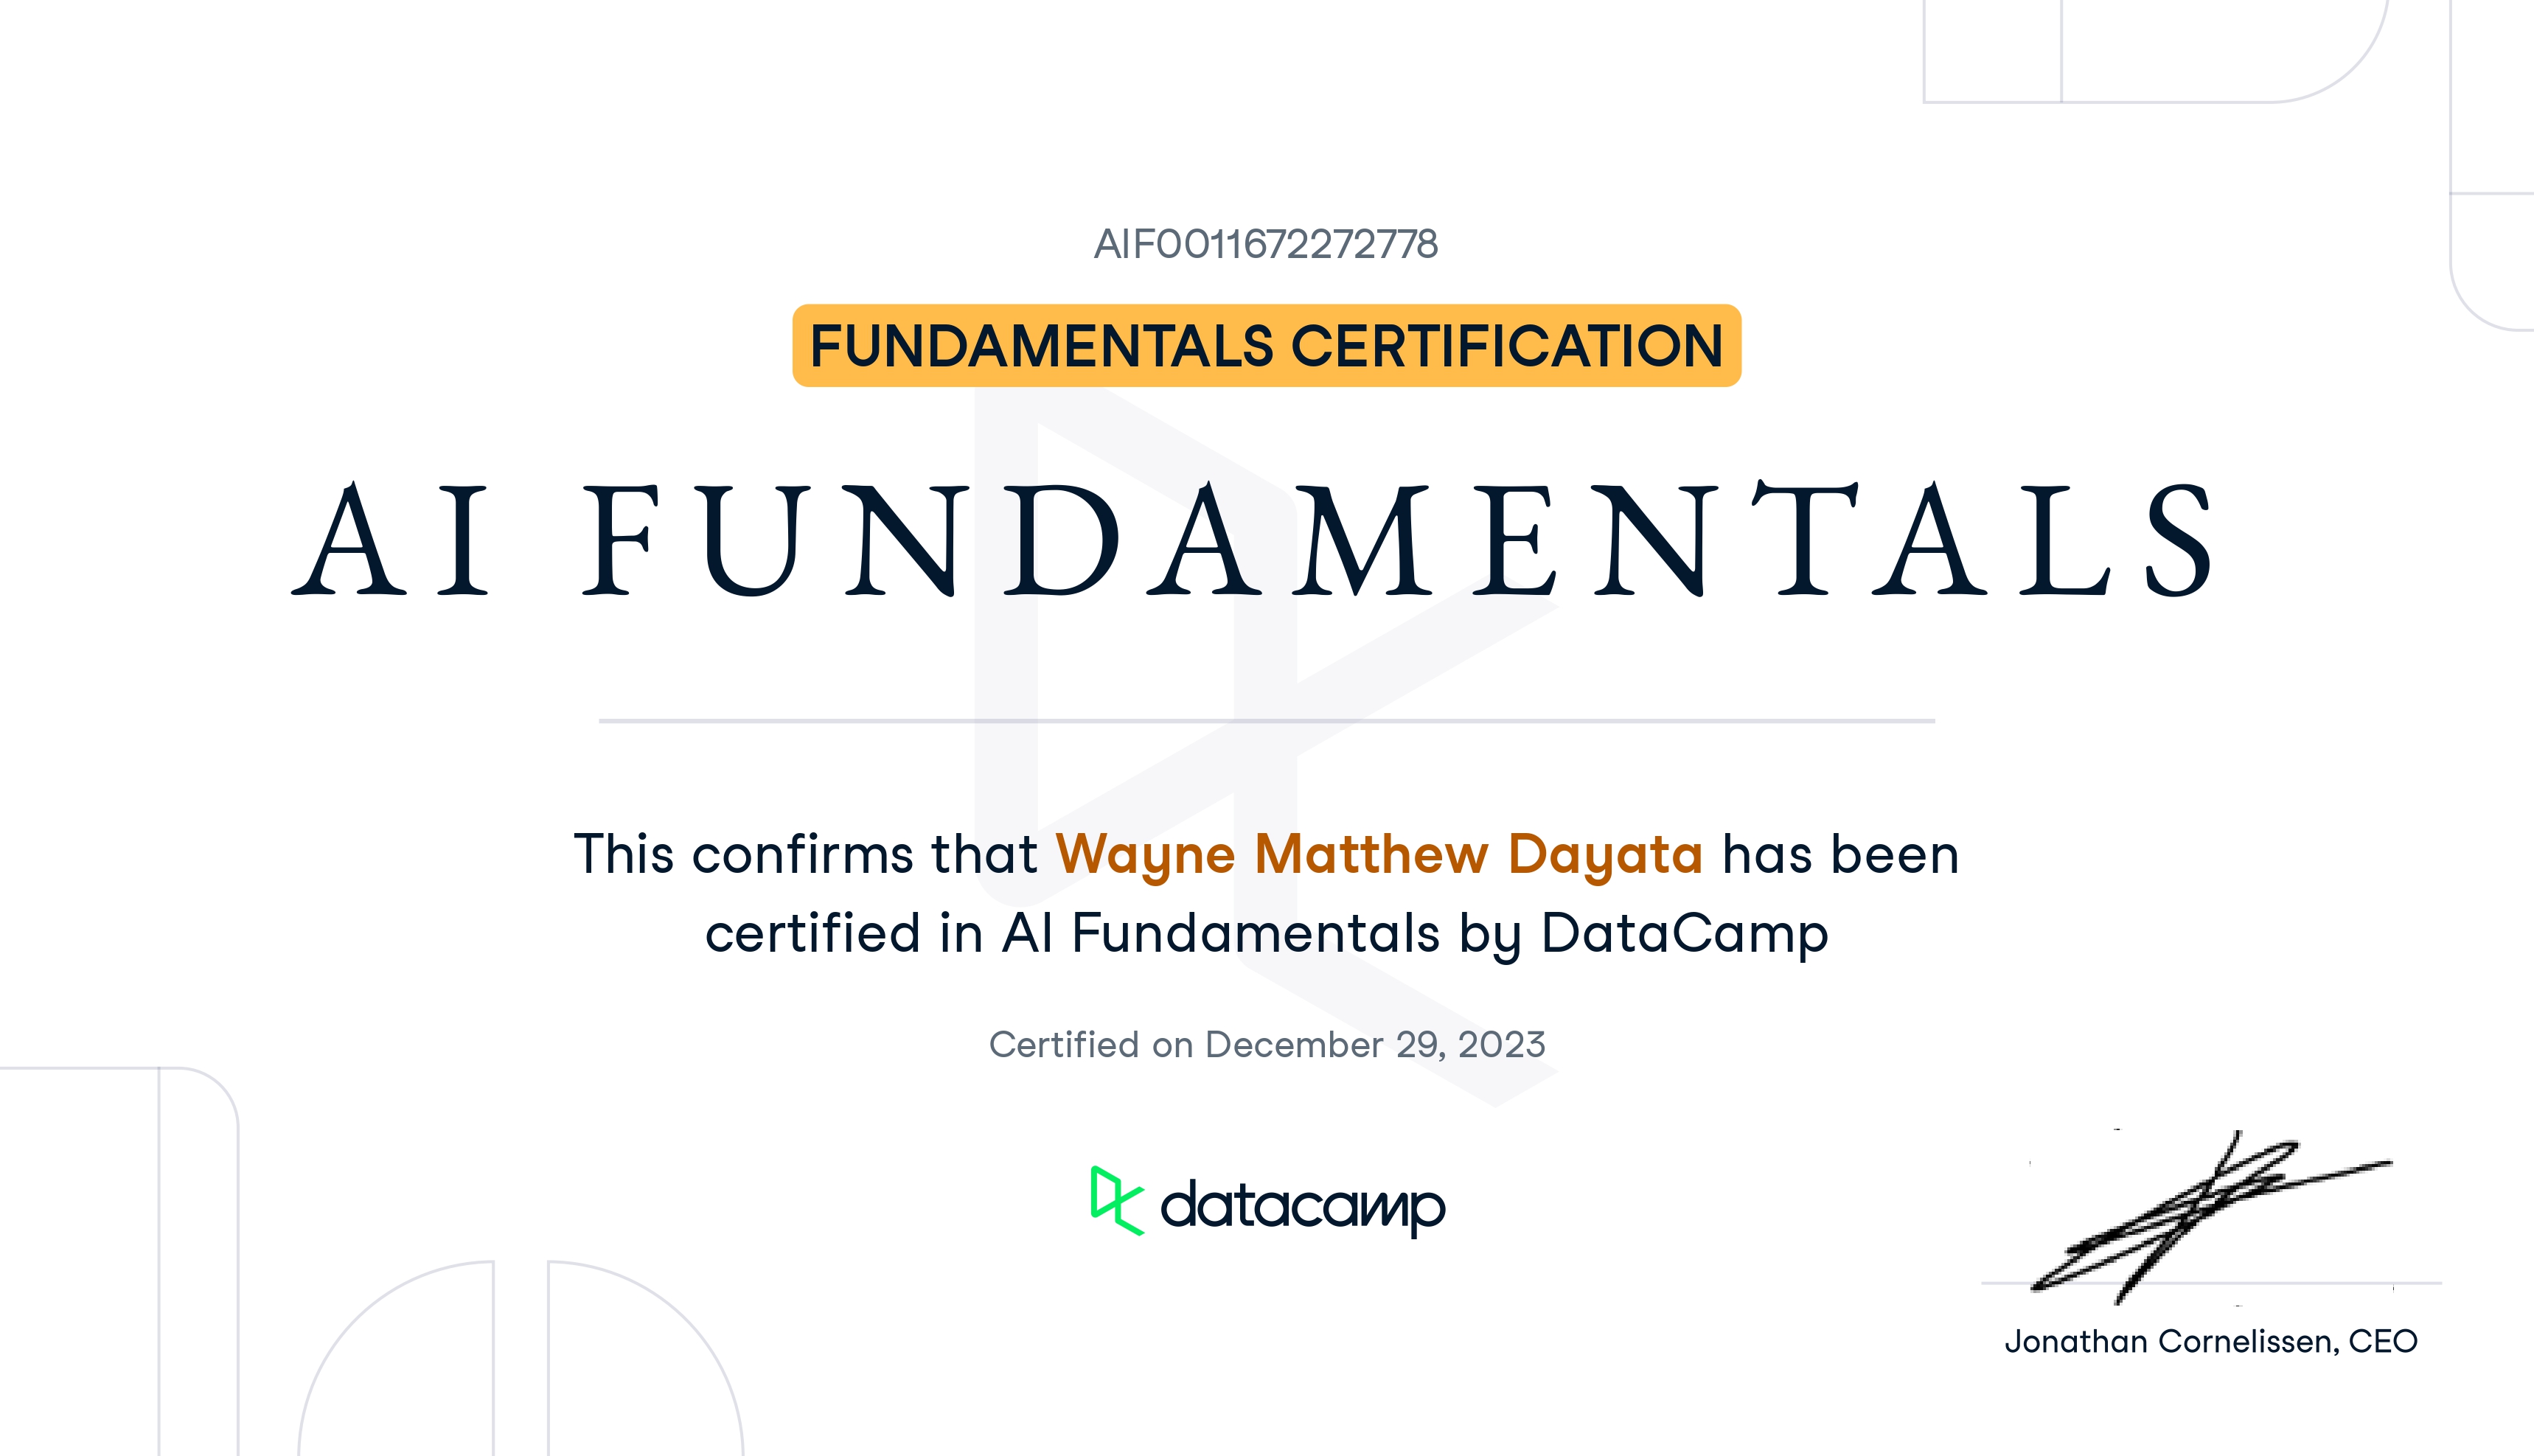 AIF0011672272778
FUNDAMENTALS CERTIFICATION
AI FUNDAMENTALS
This confirms that Wayne Matthew Dayata has been
certified in AI Fundamentals by DataCamp
Certified on December 29, 2023
datacamp
Jonathan Cornelissen, CEO